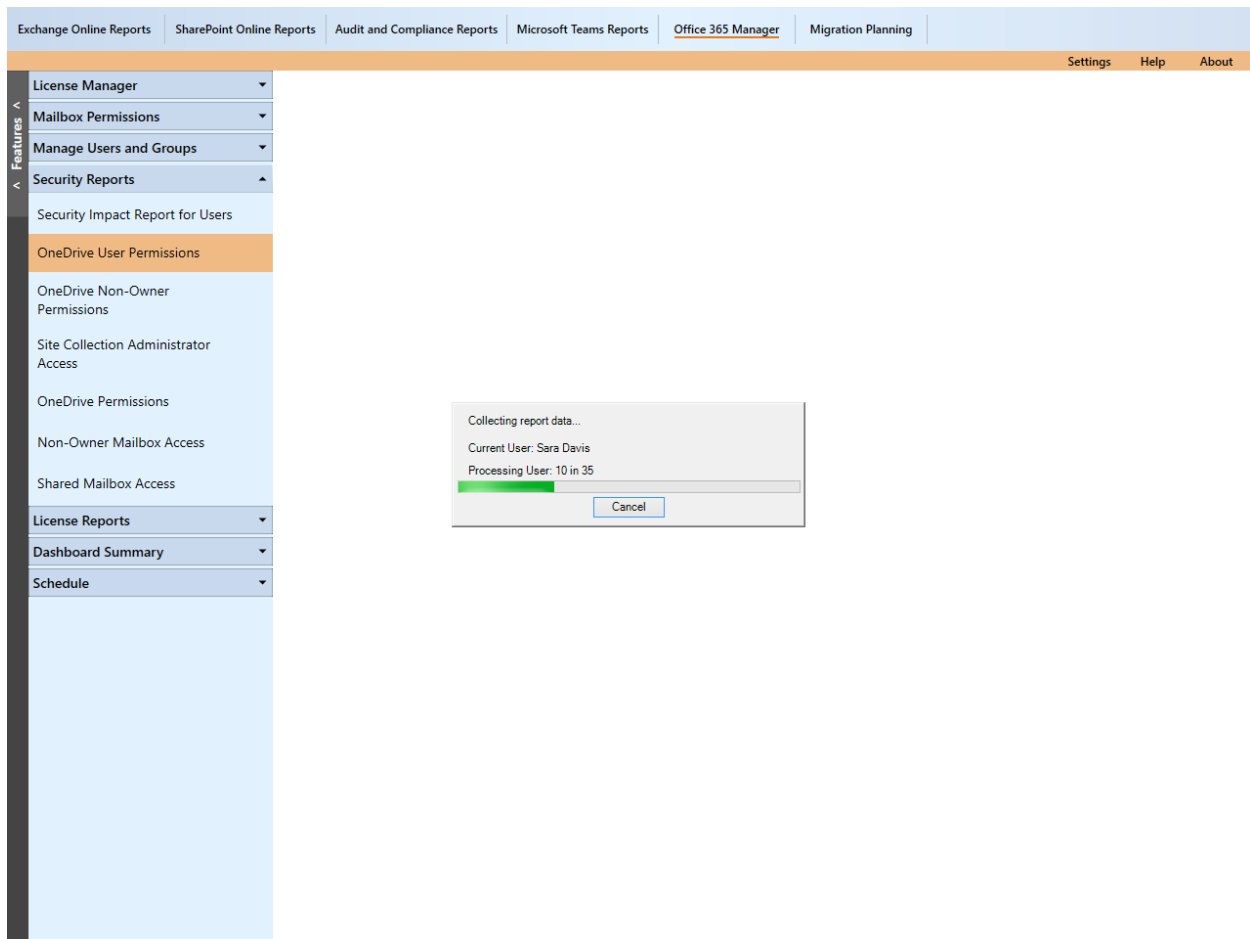 Exchange Online Reports SharePoint Online Reports Audit and Compliance Reports Microsoft Teams Reports Office 365 Manager Migration Planning
Settings Help About
< Features <
License Manager
Mailbox Permissions
Manage Users and Groups
Security Reports
Security Impact Report for Users
OneDrive User Permissions
OneDrive Non-Owner
Permissions
Site Collection Administrator
Access
OneDrive Permissions
Non-Owner Mailbox Access
Shared Mailbox Access
License Reports
Dashboard Summary
Schedule
Collecting report data...
Current User: Sara Davis
Processing User: 10 in 35
Cancel